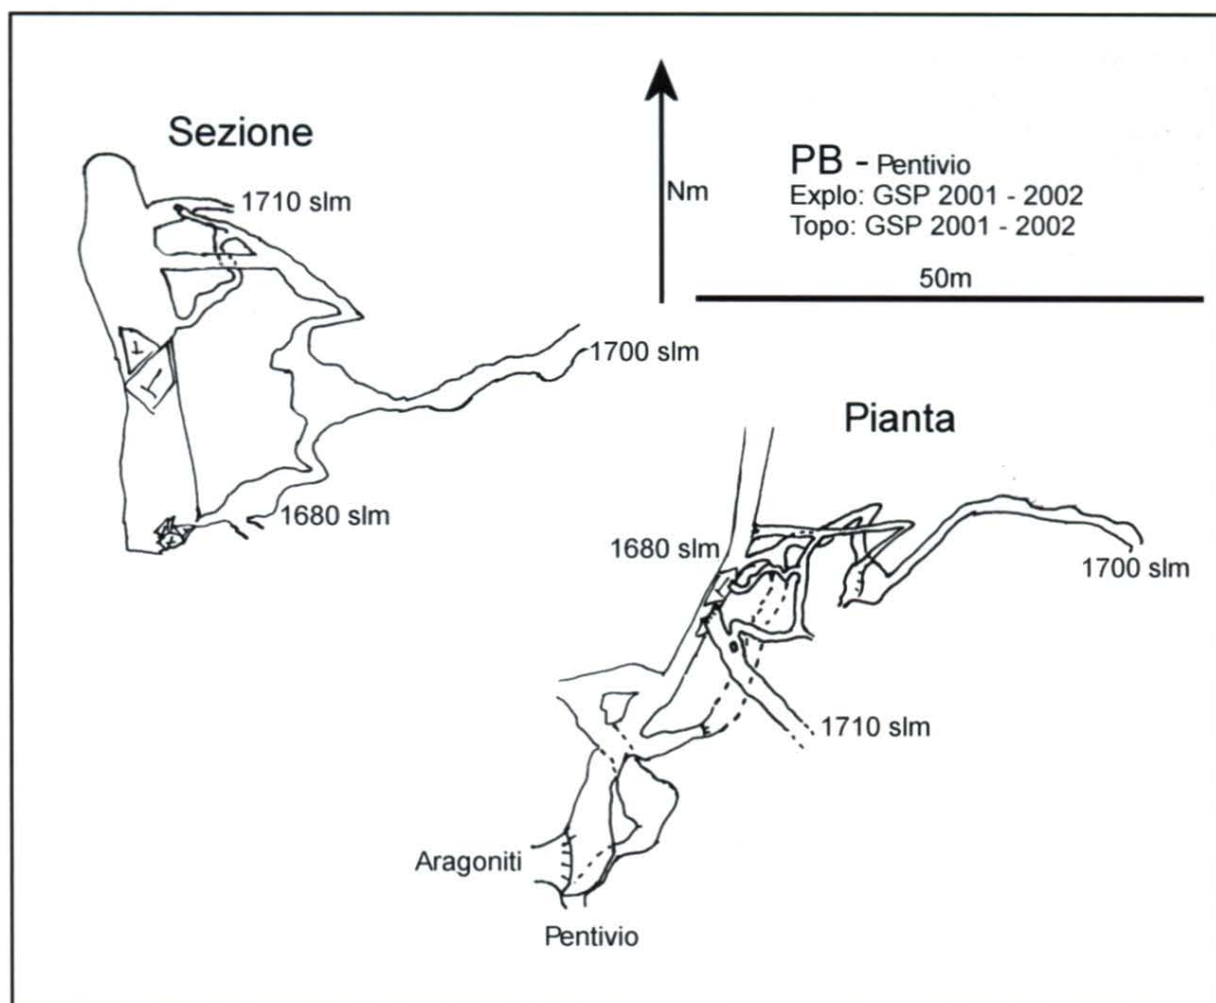 Sezione
1710 slm
1700 slm
1680 slm
Nm
PB - Pentivio
Explo: GSP 2001 - 2002
Topo: GSP 2001 - 2002
50m
Pianta
1680 slm
1700 slm
1710 slm
Aragoniti
Pentivio